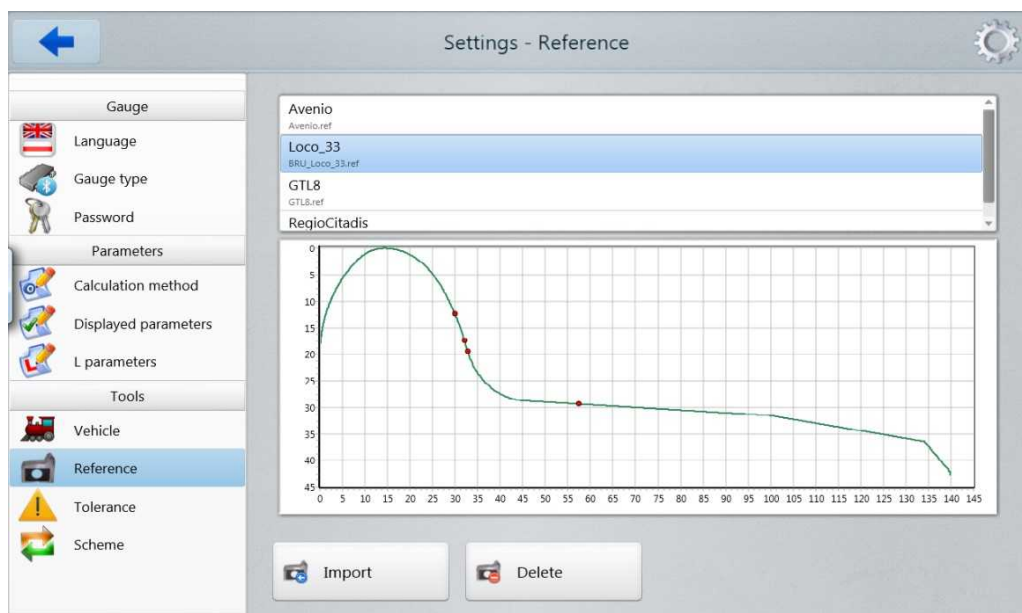 Settings - Reference
Gauge
Language
Gauge type
Password
Parameters
Calculation method
Displayed parameters
L parameters
Tools
Vehicle
Reference
Tolerance
Scheme
Avenio
Avenio.ref
Loco_33
BRU_Loco_33.ref
GTL8
GTL8.ref
RegioCitadis
0
5
10
15
20
25
30
35
40
45
0 5 10 15 20 25 30 35 40 45 50 55 60 65 70 75 80 85 90 95 100 105 110 115 120 125 130 135 140 145
Import
Delete